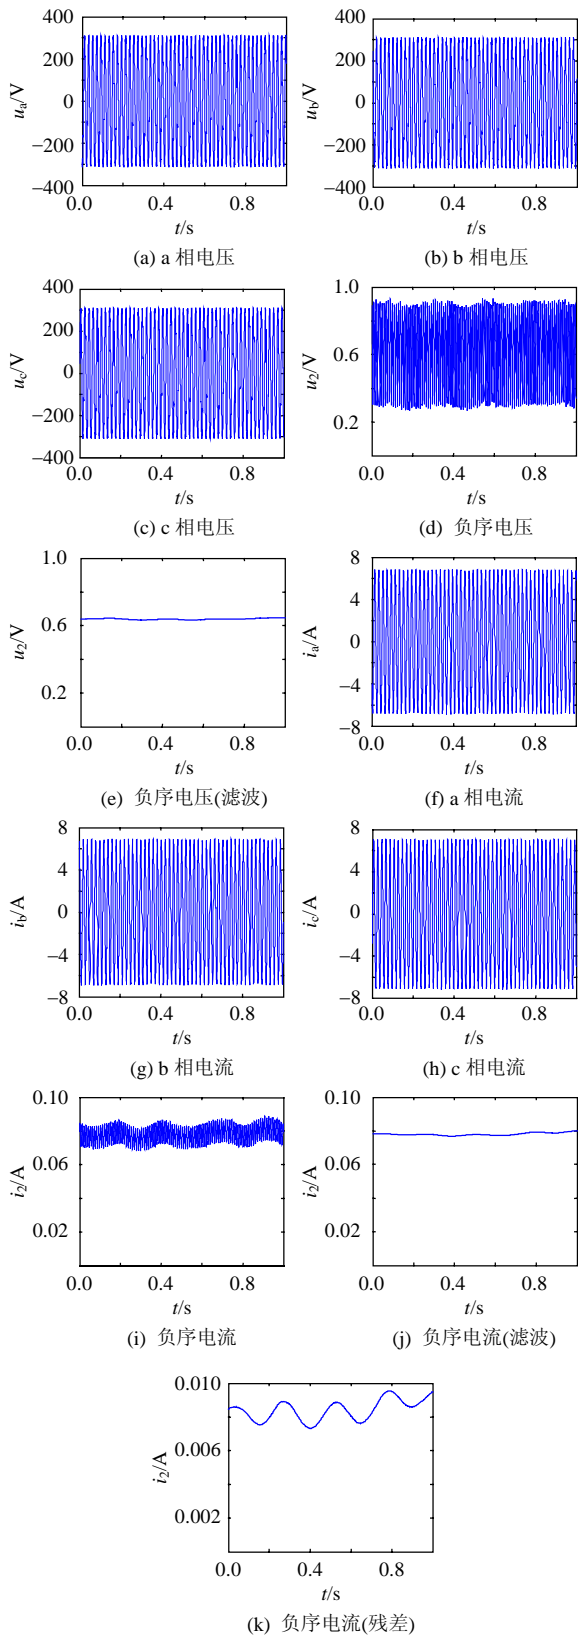 400
200
0
−200
−400
u_a/V
0.0 0.4 0.8
t/s
(a) a 相电压
400
200
0
−200
−400
u_b/V
0.0 0.4 0.8
t/s
(b) b 相电压
400
200
0
−200
−400
u_c/V
0.0 0.4 0.8
t/s
(c) c 相电压
1.0
0.6
0.2
u_2/V
0.0 0.4 0.8
t/s
(d) 负序电压
1.0
0.6
0.2
u_2/V
0.0 0.4 0.8
t/s
(e) 负序电压(滤波)
8
4
0
−4
−8
i_a/A
0.0 0.4 0.8
t/s
(f) a 相电流
8
4
0
−4
−8
i_b/A
0.0 0.4 0.8
t/s
(g) b 相电流
8
4
0
−4
−8
i_c/A
0.0 0.4 0.8
t/s
(h) c 相电流
0.10
0.06
0.02
i_2/A
0.0 0.4 0.8
t/s
(i) 负序电流
0.10
0.06
0.02
i_2/A
0.0 0.4 0.8
t/s
(j) 负序电流(滤波)
0.010
0.006
0.002
i_2/A
0.0 0.4 0.8
t/s
(k) 负序电流(残差)